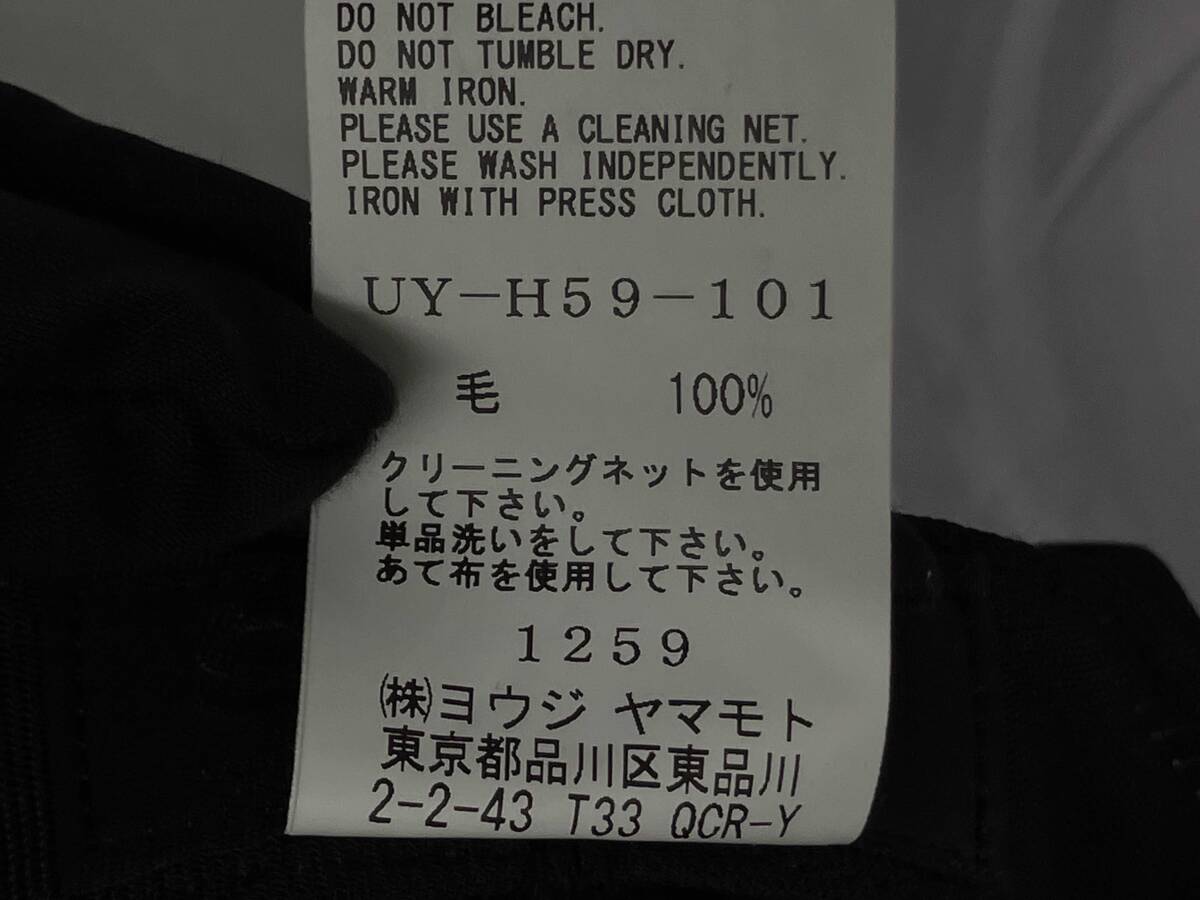 DO NOT BLEACH.
DO NOT TUMBLE DRY.
WARM IRON.
PLEASE USE A CLEANING NET.
PLEASE WASH INDEPENDENTLY.
IRON WITH PRESS CLOTH.
UY－H59－101
毛 100%
クリーニングネットを使用
して下さい。
単品洗いをして下さい。
あて布を使用して下さい。
1259
㈱ヨウジ ヤマモト
東京都品川区東品川
2-2-43 T33 QCR-Y